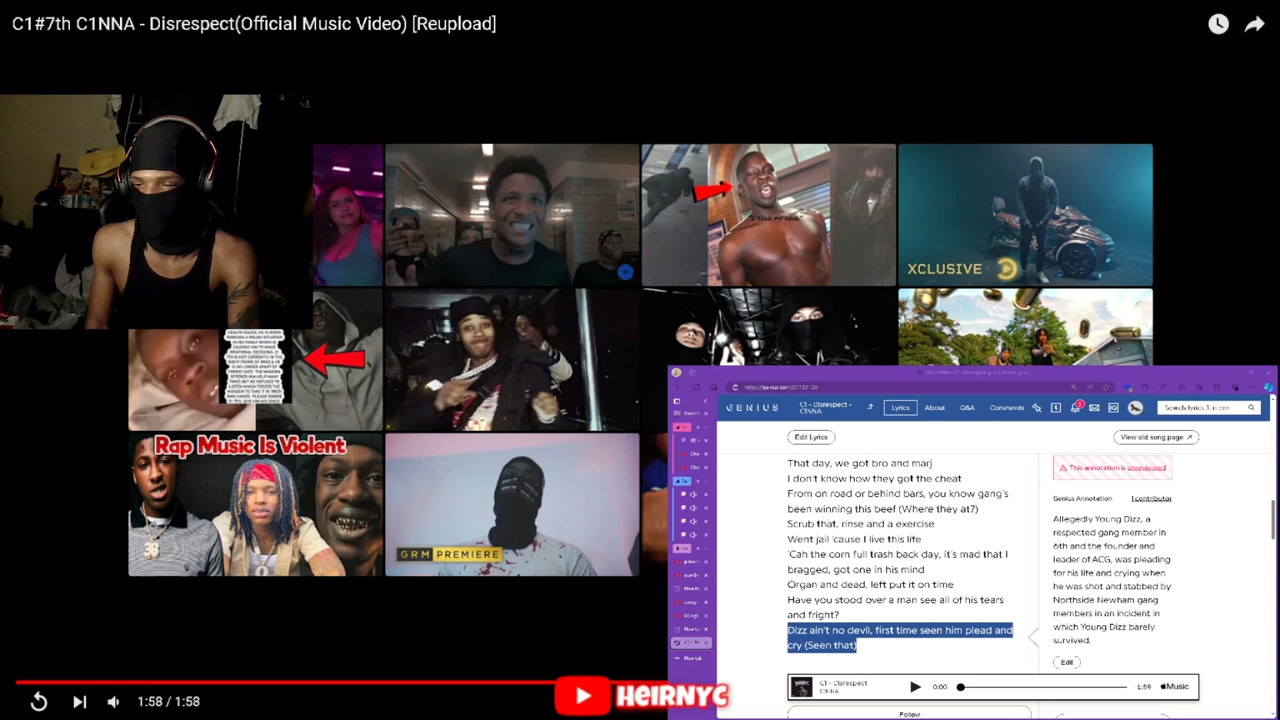 C1#7th C1NNA - Disrespect(Official Music Video) [Reupload]
XCLUSIVE
Rap Music Is Violent
GRM PREMIERE
GENIUS
C1 - Disrespect -
C1NNA
Lyrics
About
Q&A
Comments
Search lyrics & more
Edit Lyrics
View old song page
That day, we got bro and marj
I don't know how they got the cheat
From on road or behind bars, you know gang's
been winning this beef (Where they at?)
Scrub that, rinse and a exercise
Went jail 'cause I live this life
'Cah the corn full trash back day, it's mad that I
bragged, got one in his mind
Organ and dead, left put it on time
Have you stood over a man see all of his tears
and fright?
Dizz ain't no devil, first time seen him plead and
cry (Seen that)
This annotation is unreviewed
Genius Annotation
1 contributor
Allegedly Young Dizz, a
respected gang member in
6th and the founder and
leader of ACG, was pleading
for his life and crying when
he was shot and stabbed by
Northside Newham gang
members in an incident in
which Young Dizz barely
survived.
Edit
C1 - Disrespect
C1NNA
0:00
1:59
Music
Follow
1:58 / 1:58
HEIRNYC